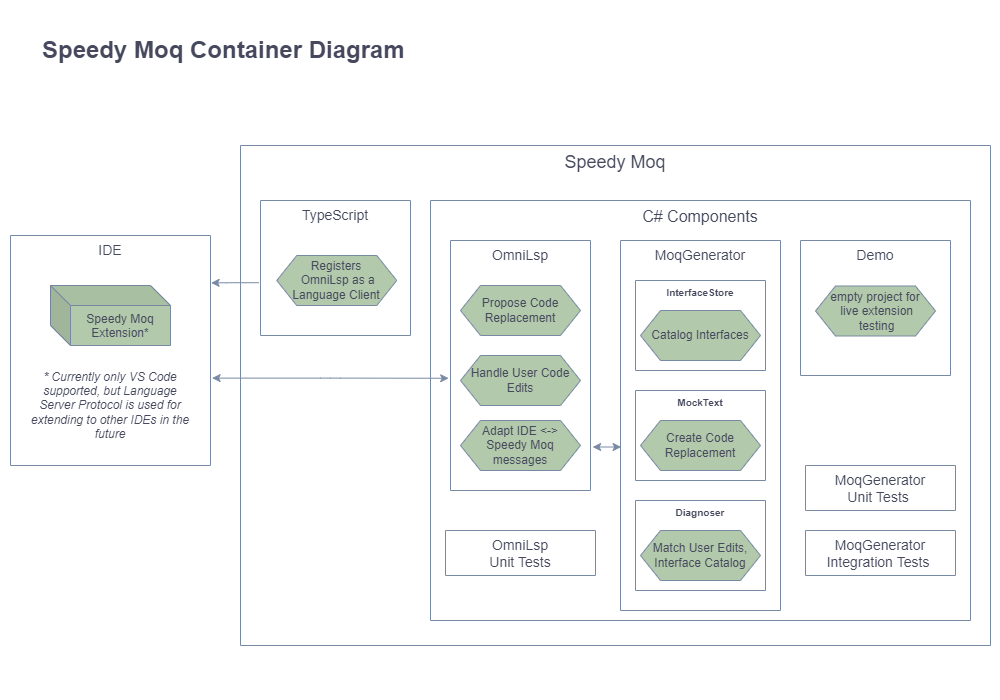 Speedy Moq Container Diagram
Speedy Moq
IDE
Speedy Moq
Extension*
* Currently only VS Code
supported, but Language
Server Protocol is used for
extending to other IDEs in the
future
TypeScript
Registers
OmniLsp as a
Language Client
C# Components
OmniLsp
Propose Code
Replacement
Handle User Code
Edits
Adapt IDE <->
Speedy Moq
messages
OmniLsp
Unit Tests
MoqGenerator
InterfaceStore
Catalog Interfaces
MockText
Create Code
Replacement
Diagnoser
Match User Edits,
Interface Catalog
Demo
empty project for
live extension
testing
MoqGenerator
Unit Tests
MoqGenerator
Integration Tests